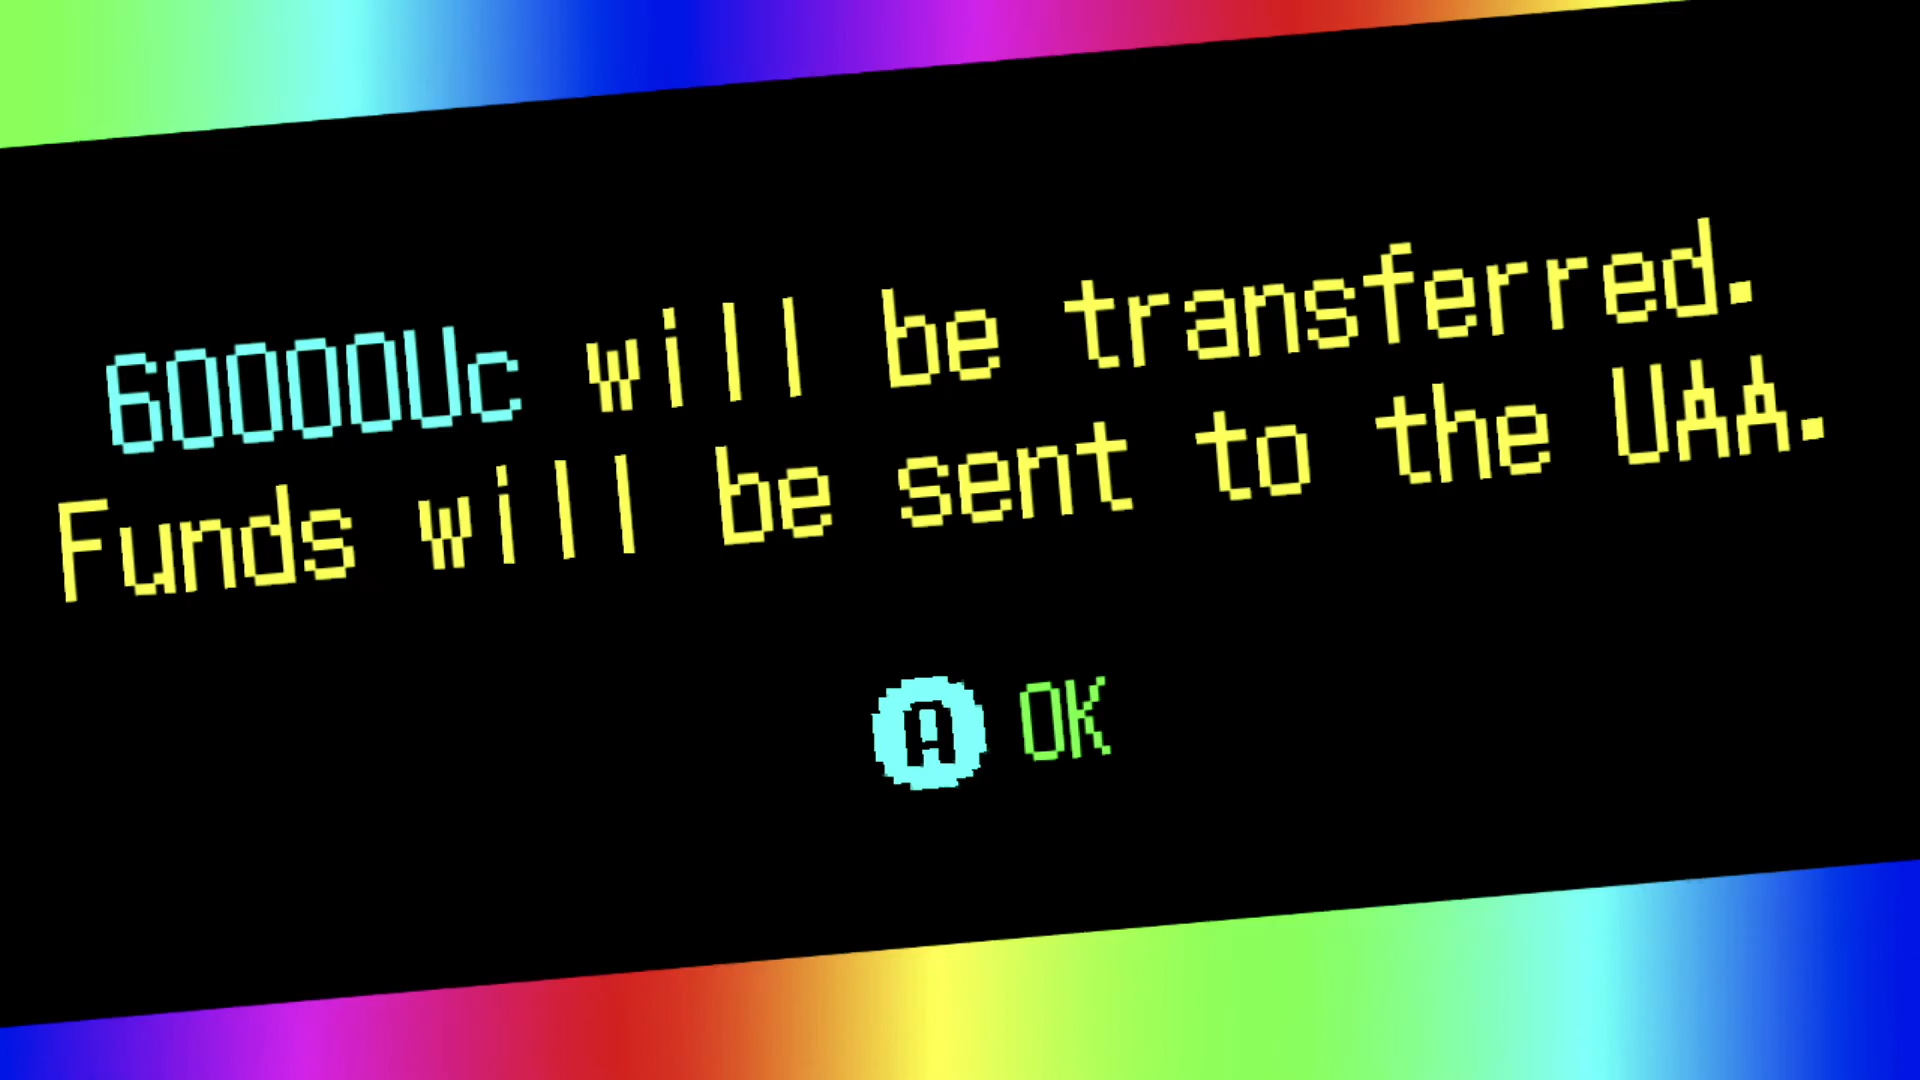 60000Uc will be transferred.
Funds will be sent to the UAA.
A OK